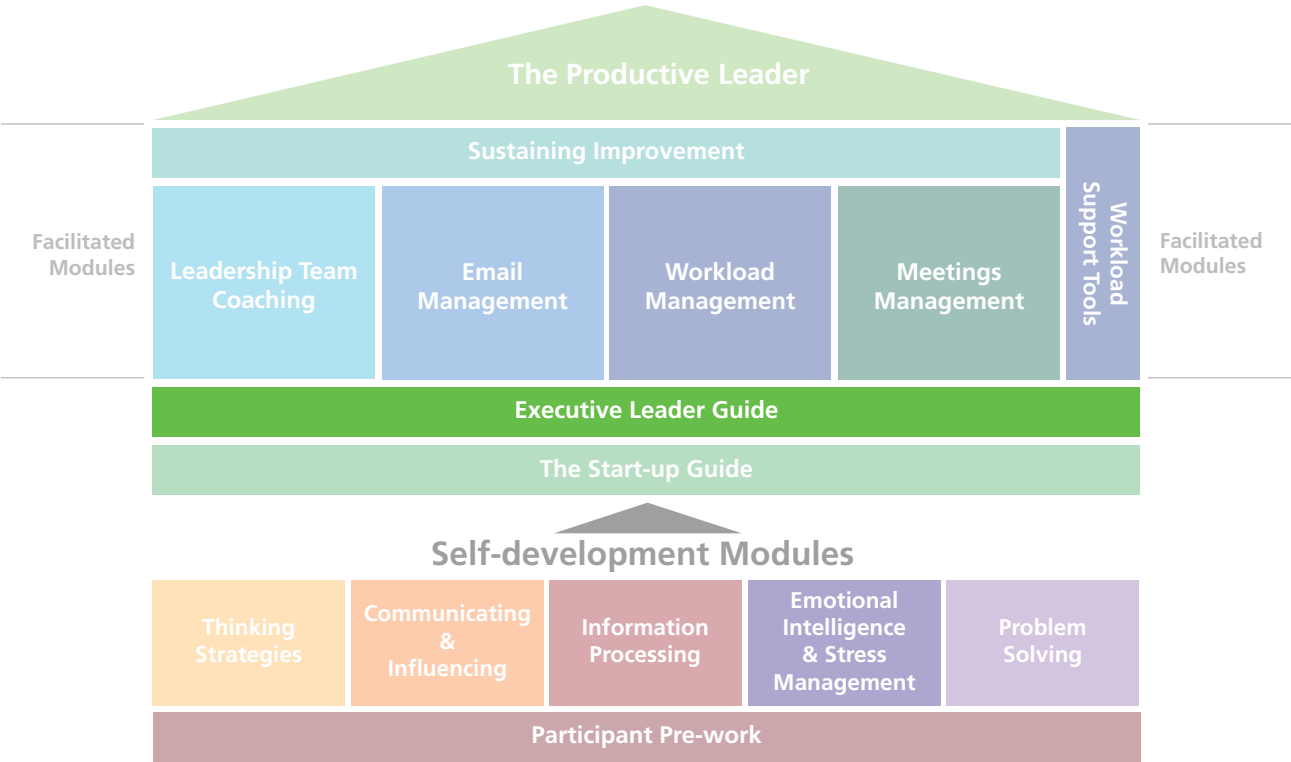 The Productive Leader
Sustaining Improvement
Facilitated
Modules
Leadership Team
Coaching
Email
Management
Workload
Management
Meetings
Management
Workload
Support Tools
Facilitated
Modules
Executive Leader Guide
The Start-up Guide
Self-development Modules
Thinking
Strategies
Communicating
&
Influencing
Information
Processing
Emotional
Intelligence
& Stress
Management
Problem
Solving
Participant Pre-work